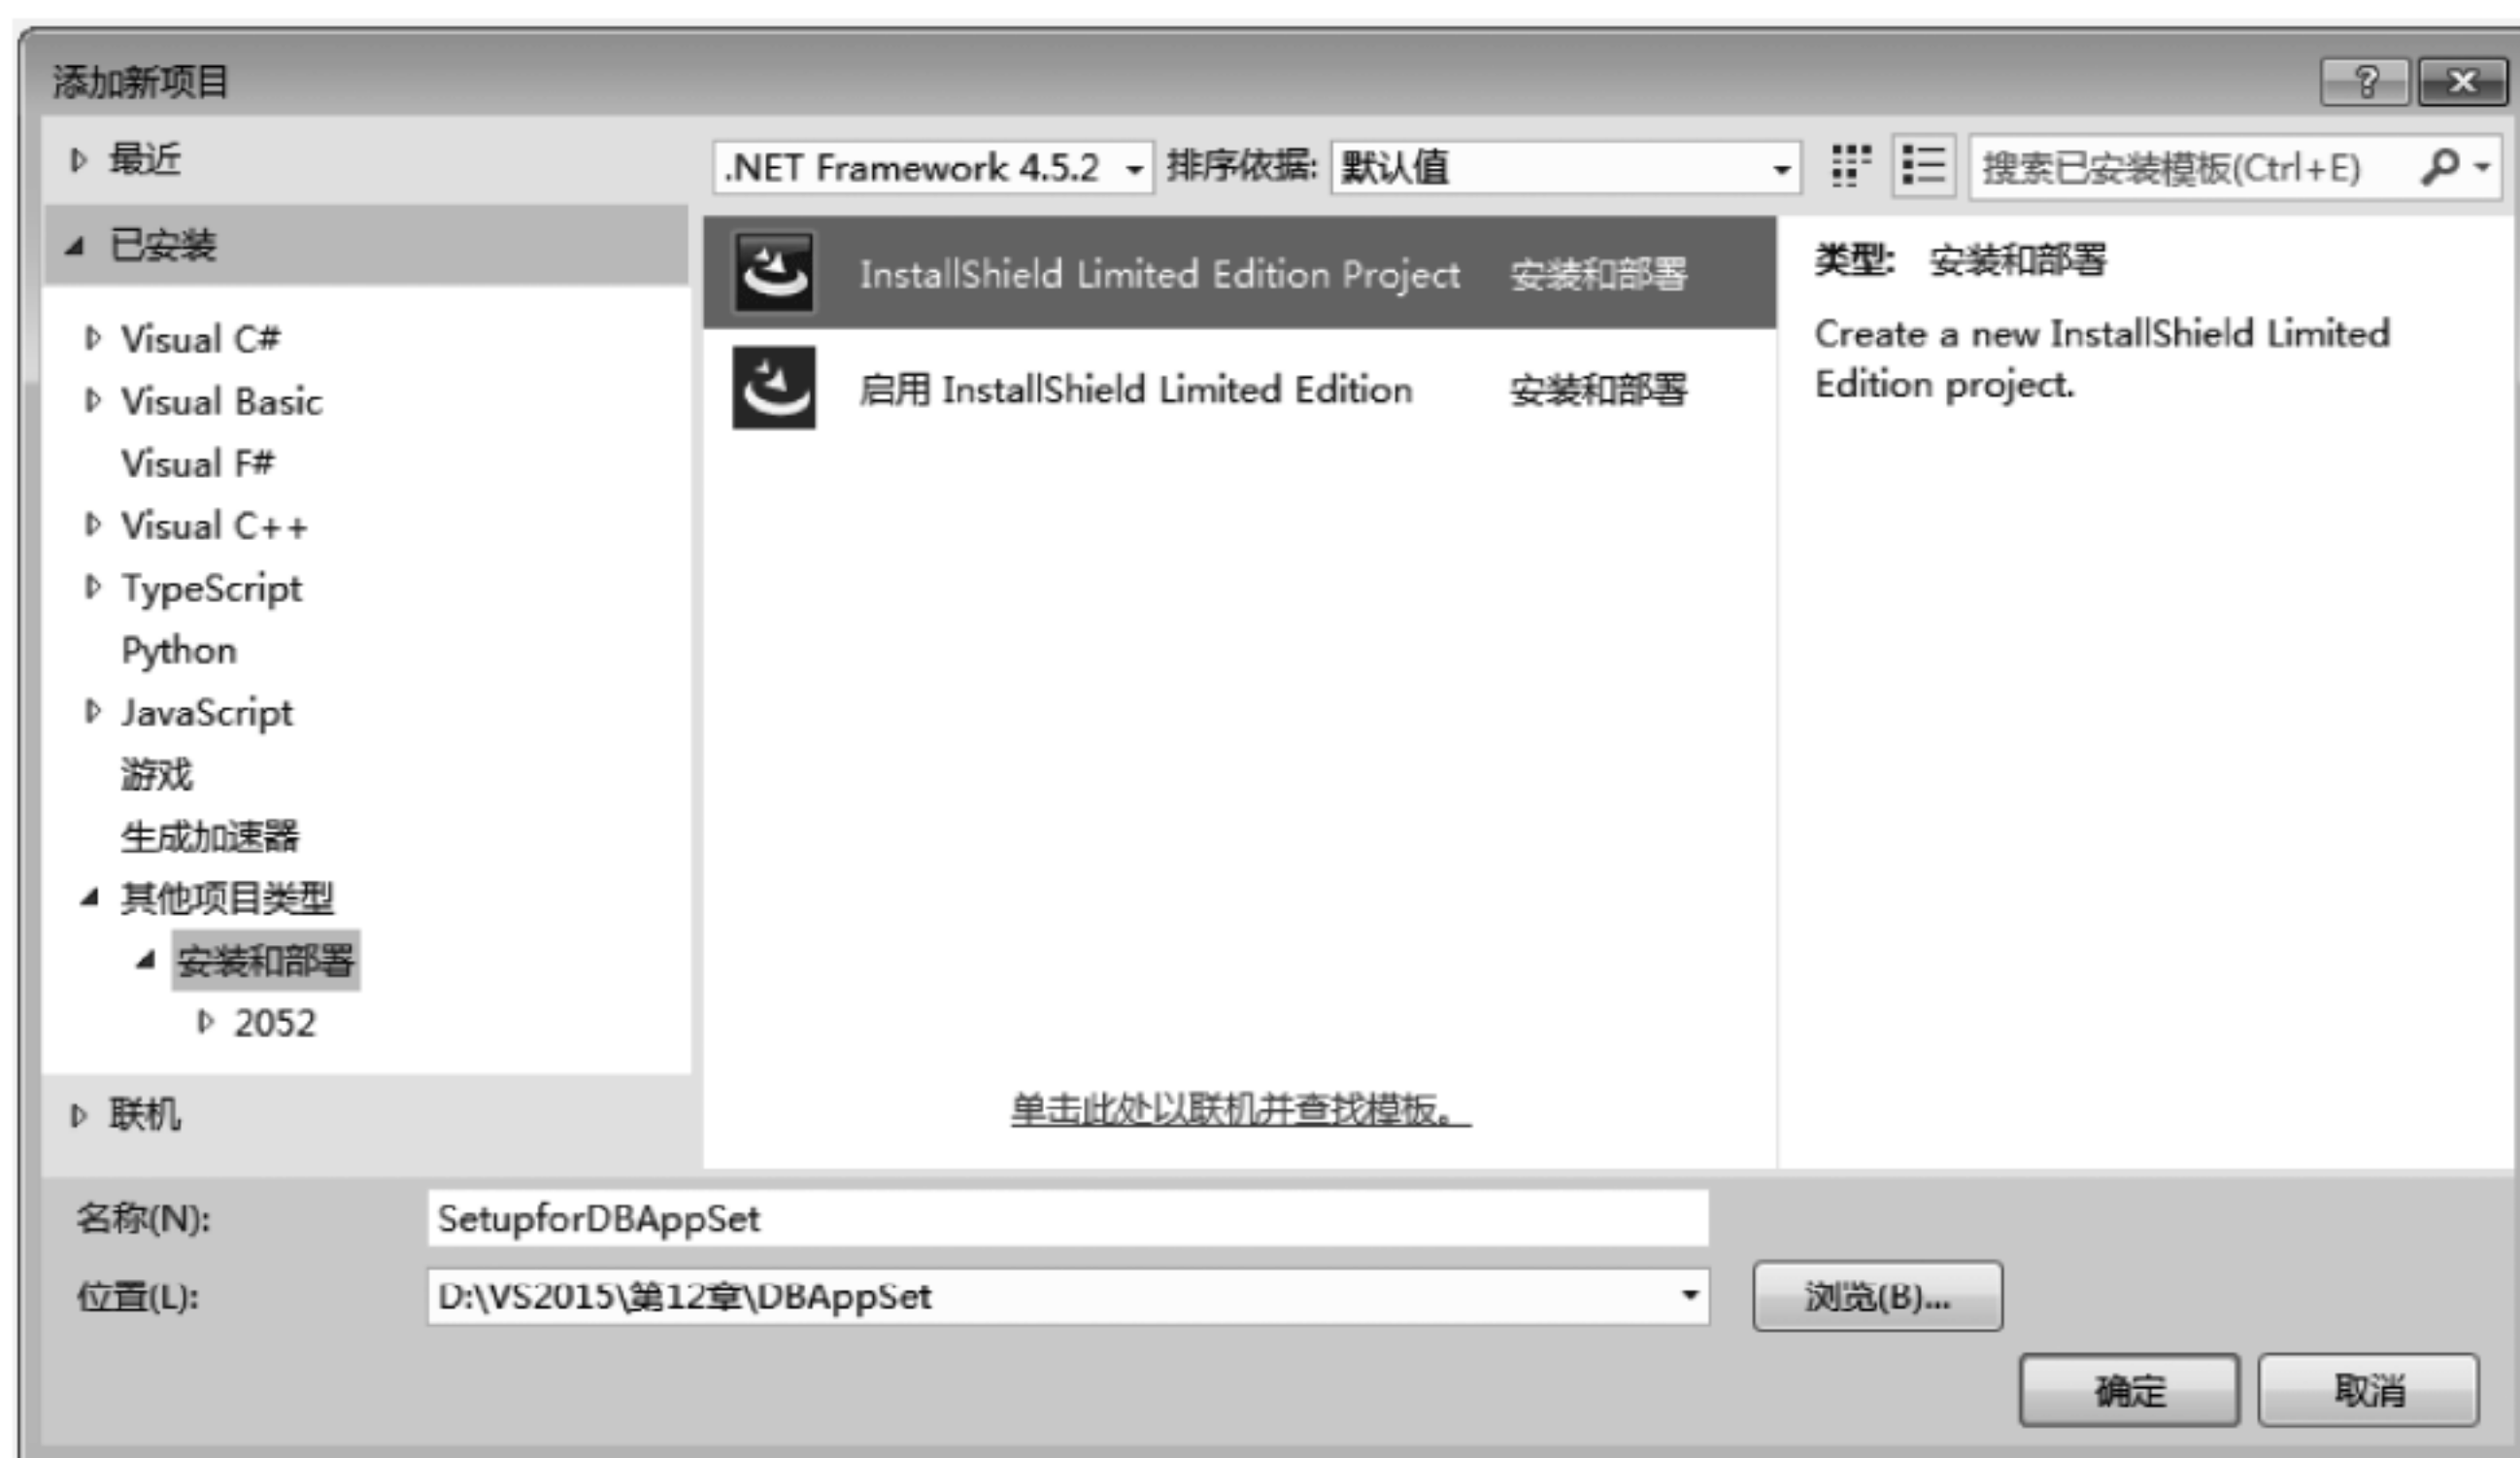 添加新项目
最近
已安装
Visual C#
Visual Basic
Visual F#
Visual C++
TypeScript
Python
JavaScript
游戏
生成加速器
其他项目类型
安装和部署
2052
联机
.NET Framework 4.5.2 排序依据: 默认值
搜索已安装模板(Ctrl+E)
InstallShield Limited Edition Project 安装和部署
启用 InstallShield Limited Edition 安装和部署
单击此处以联机并查找模板。
类型: 安装和部署
Create a new InstallShield Limited
Edition project.
名称(N): SetupforDBAppSet
位置(L): D:\VS2015\第12章\DBAppSet
浏览(B)...
确定 取消